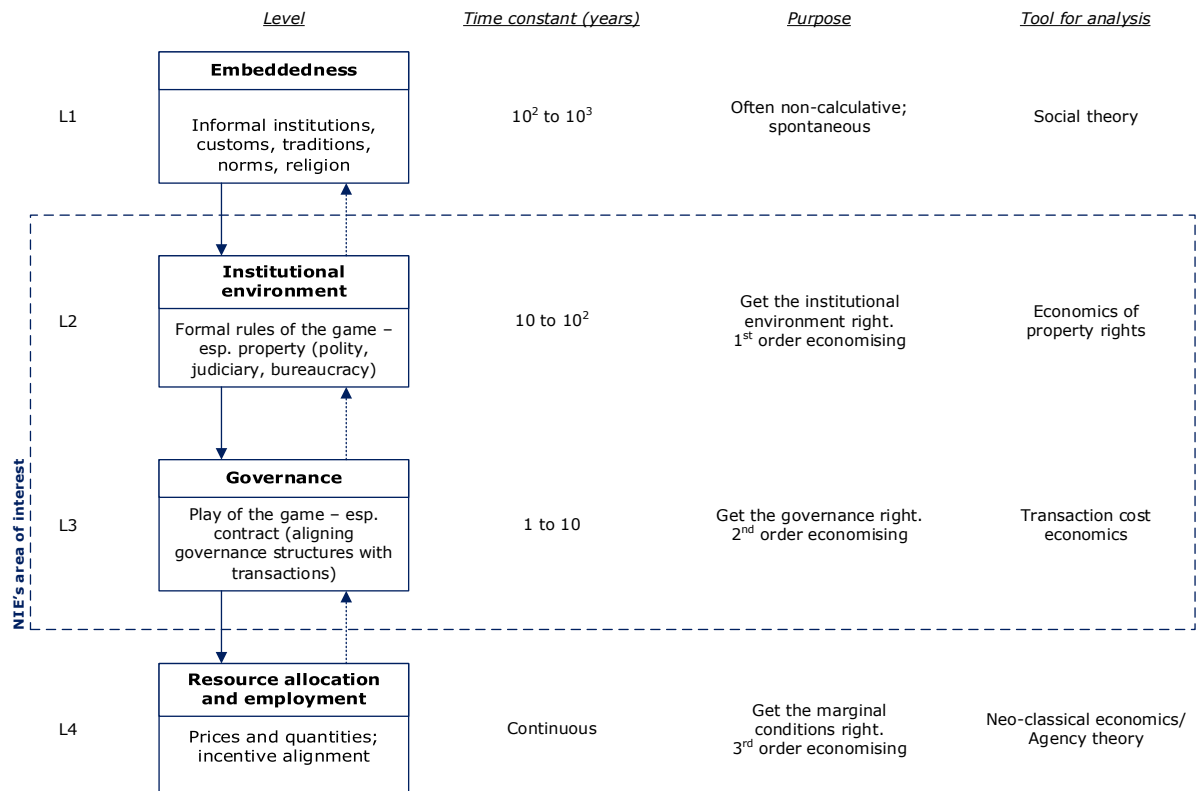 Level
Time constant (years)
Purpose
Tool for analysis
L1
Embeddedness
Informal institutions,
customs, traditions,
norms, religion
10² to 10³
Often non-calculative;
spontaneous
Social theory
NIE's area of interest
L2
Institutional
environment
Formal rules of the game –
esp. property (polity,
judiciary, bureaucracy)
10 to 10²
Get the institutional
environment right.
1st order economising
Economics of
property rights
L3
Governance
Play of the game – esp.
contract (aligning
governance structures with
transactions)
1 to 10
Get the governance right.
2nd order economising
Transaction cost
economics
L4
Resource allocation
and employment
Prices and quantities;
incentive alignment
Continuous
Get the marginal
conditions right.
3rd order economising
Neo-classical economics/
Agency theory